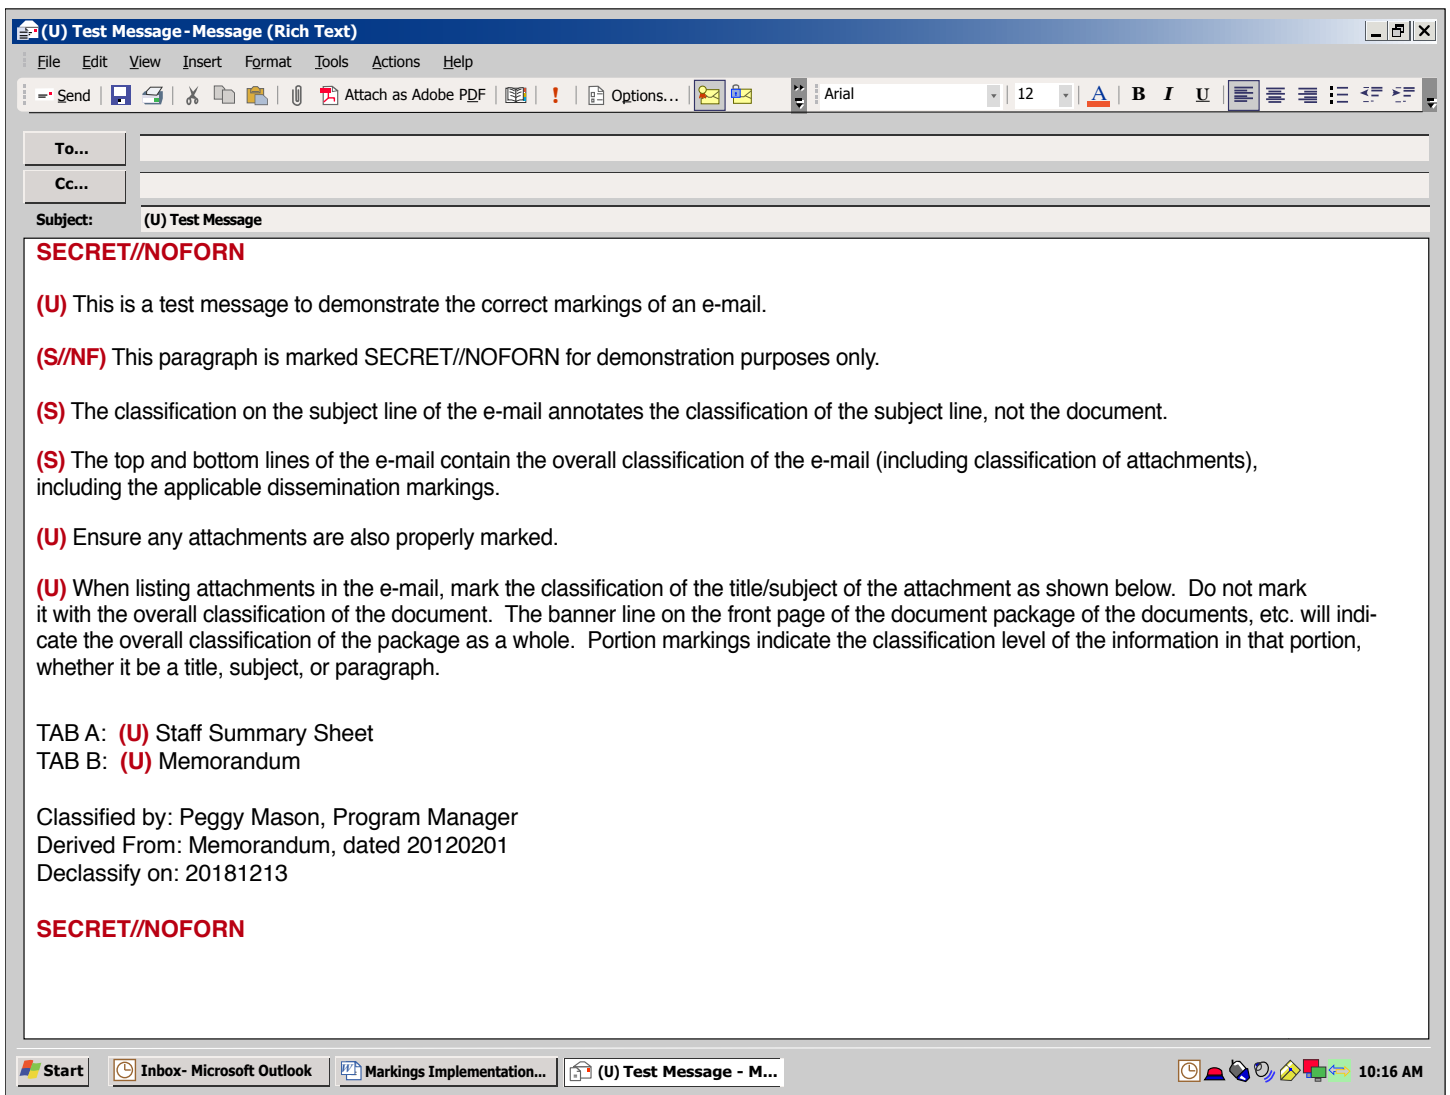 (U) Test Message - Message (Rich Text)
File Edit View Insert Format Tools Actions Help
Send Attach as Adobe PDF ! Options... Arial 12 A B I U
To...
Cc...
Subject: (U) Test Message
SECRET//NOFORN
(U) This is a test message to demonstrate the correct markings of an e-mail.
(S//NF) This paragraph is marked SECRET//NOFORN for demonstration purposes only.
(S) The classification on the subject line of the e-mail annotates the classification of the subject line, not the document.
(S) The top and bottom lines of the e-mail contain the overall classification of the e-mail (including classification of attachments),
including the applicable dissemination markings.
(U) Ensure any attachments are also properly marked.
(U) When listing attachments in the e-mail, mark the classification of the title/subject of the attachment as shown below.  Do not mark
it with the overall classification of the document.  The banner line on the front page of the document package of the documents, etc. will indi-
cate the overall classification of the package as a whole.  Portion markings indicate the classification level of the information in that portion,
whether it be a title, subject, or paragraph.
TAB A:  (U) Staff Summary Sheet
TAB B:  (U) Memorandum
Classified by: Peggy Mason, Program Manager
Derived From: Memorandum, dated 20120201
Declassify on: 20181213
SECRET//NOFORN
Start Inbox- Microsoft Outlook Markings Implementation... (U) Test Message - M... 10:16 AM